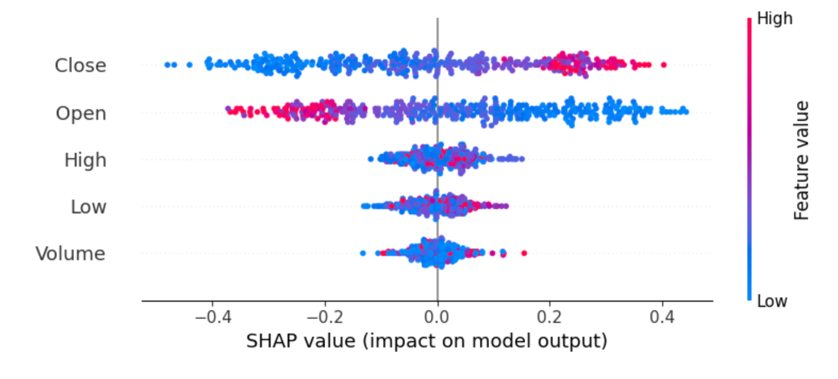 High
Close
Open
High
Low
Volume
Feature value
Low
−0.4 −0.2 0.0 0.2 0.4
SHAP value (impact on model output)